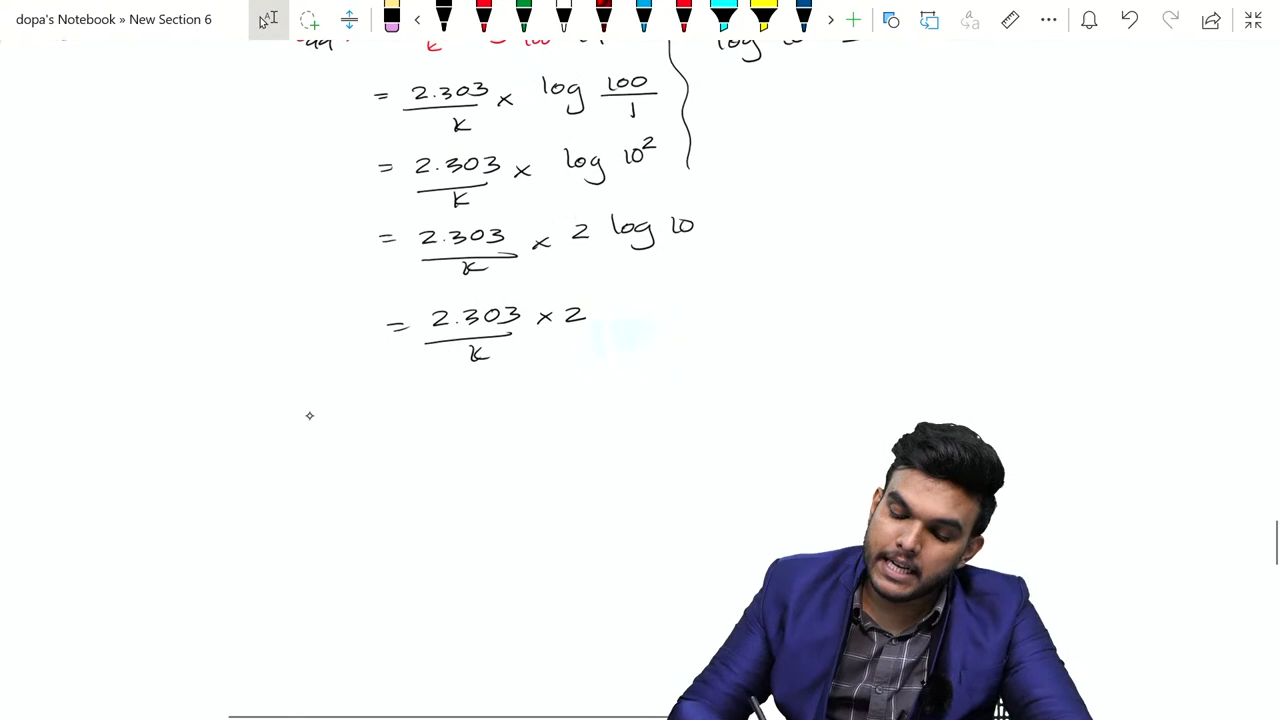 dopa's Notebook » New Section 6
= 2.303/K × log 100/1
= 2.303/K × log 10²
= 2.303/K × 2 log 10
= 2.303/K × 2